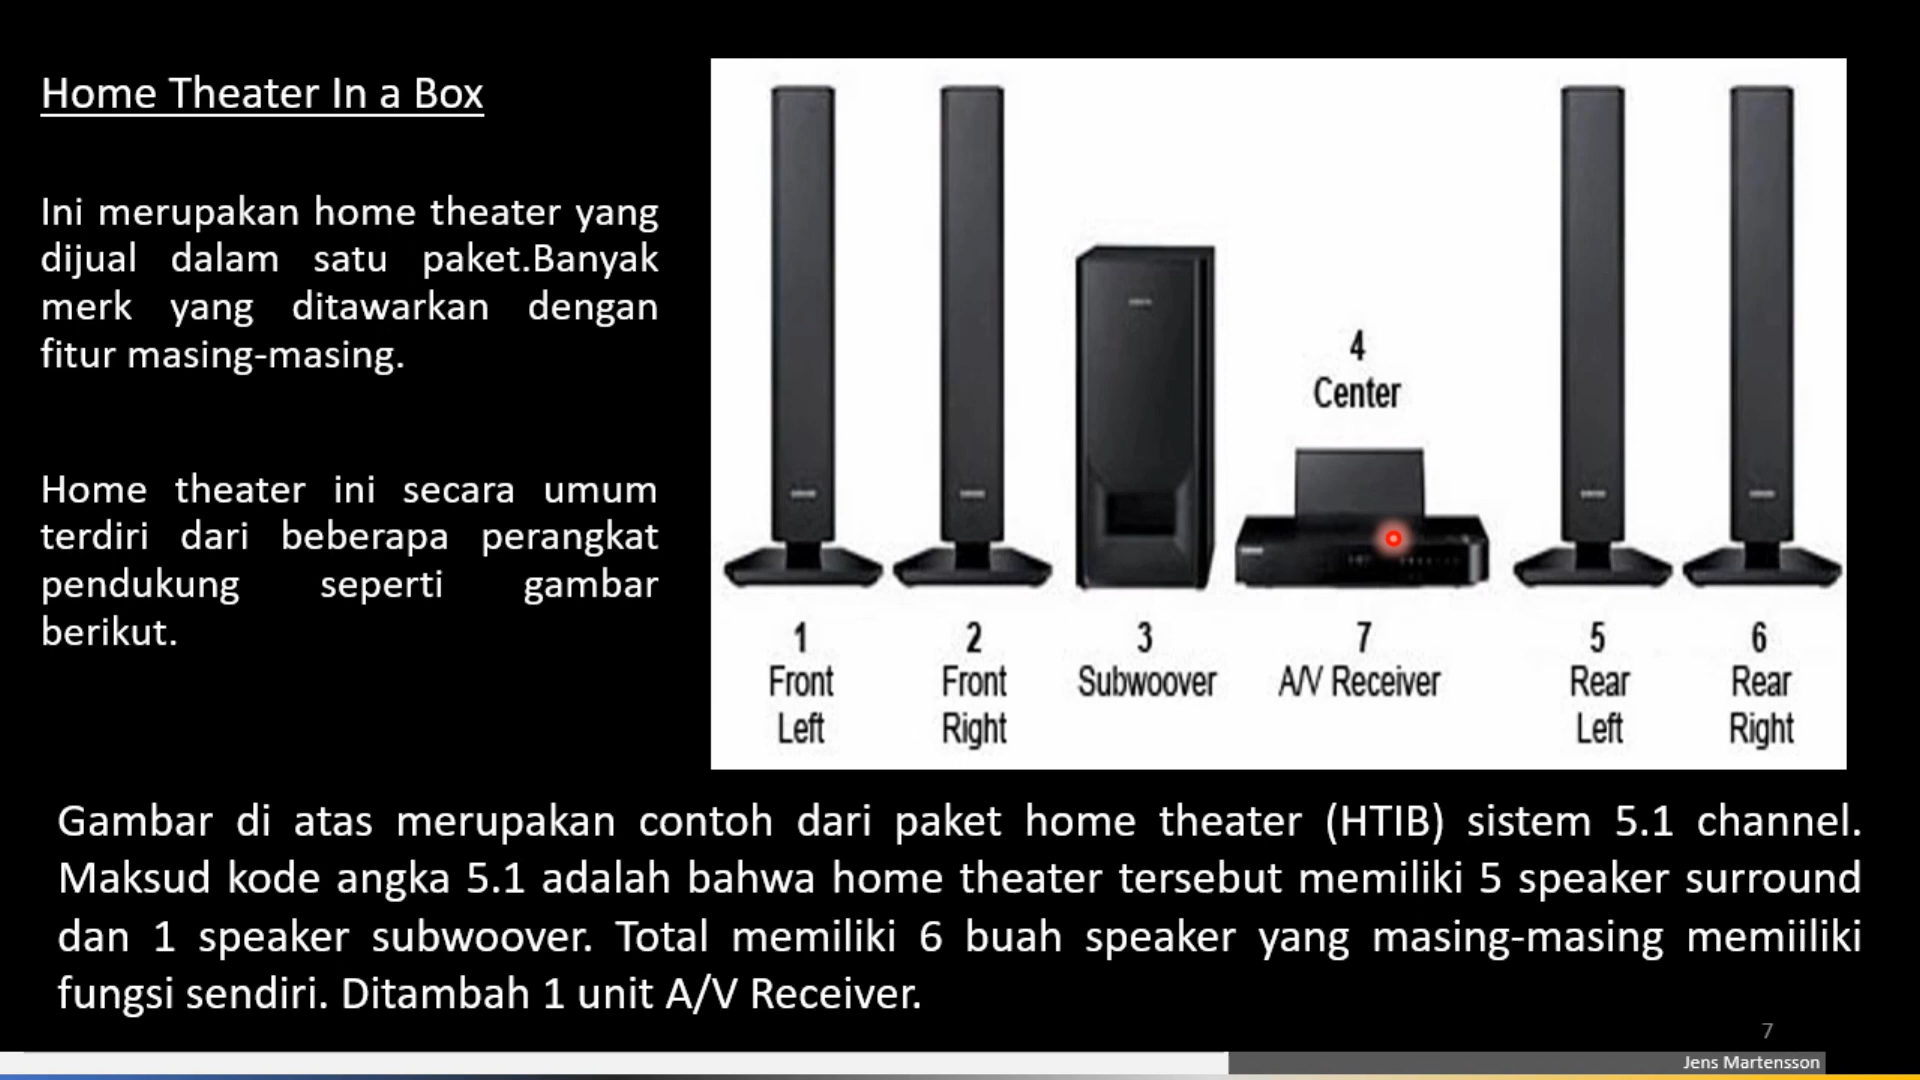 Home Theater In a Box
Ini merupakan home theater yang
dijual dalam satu paket.Banyak
merk yang ditawarkan dengan
fitur masing-masing.
Home theater ini secara umum
terdiri dari beberapa perangkat
pendukung seperti gambar
berikut.
4
Center
1
Front
Left
2
Front
Right
3
Subwoover
7
A/V Receiver
5
Rear
Left
6
Rear
Right
Gambar di atas merupakan contoh dari paket home theater (HTIB) sistem 5.1 channel.
Maksud kode angka 5.1 adalah bahwa home theater tersebut memiliki 5 speaker surround
dan 1 speaker subwoover. Total memiliki 6 buah speaker yang masing-masing memiiliki
fungsi sendiri. Ditambah 1 unit A/V Receiver.
7
Jens Martensson